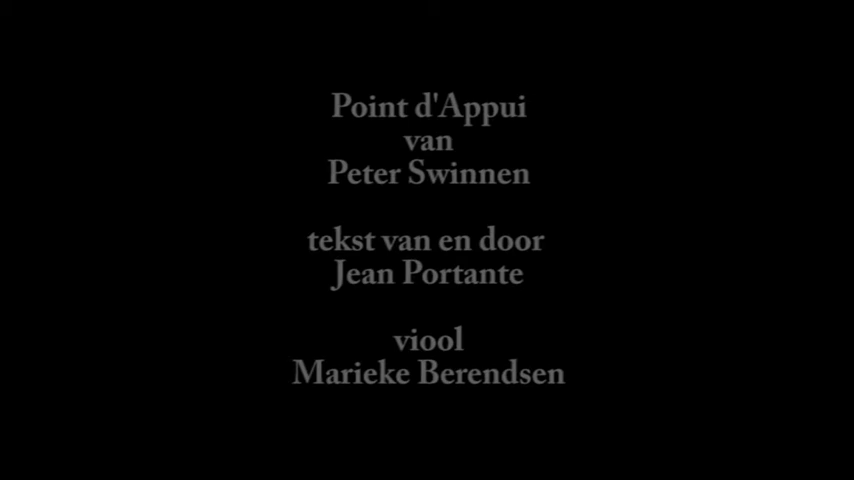 Point d'Appui
van
Peter Swinnen
tekst van en door
Jean Portante
viool
Marieke Berendsen